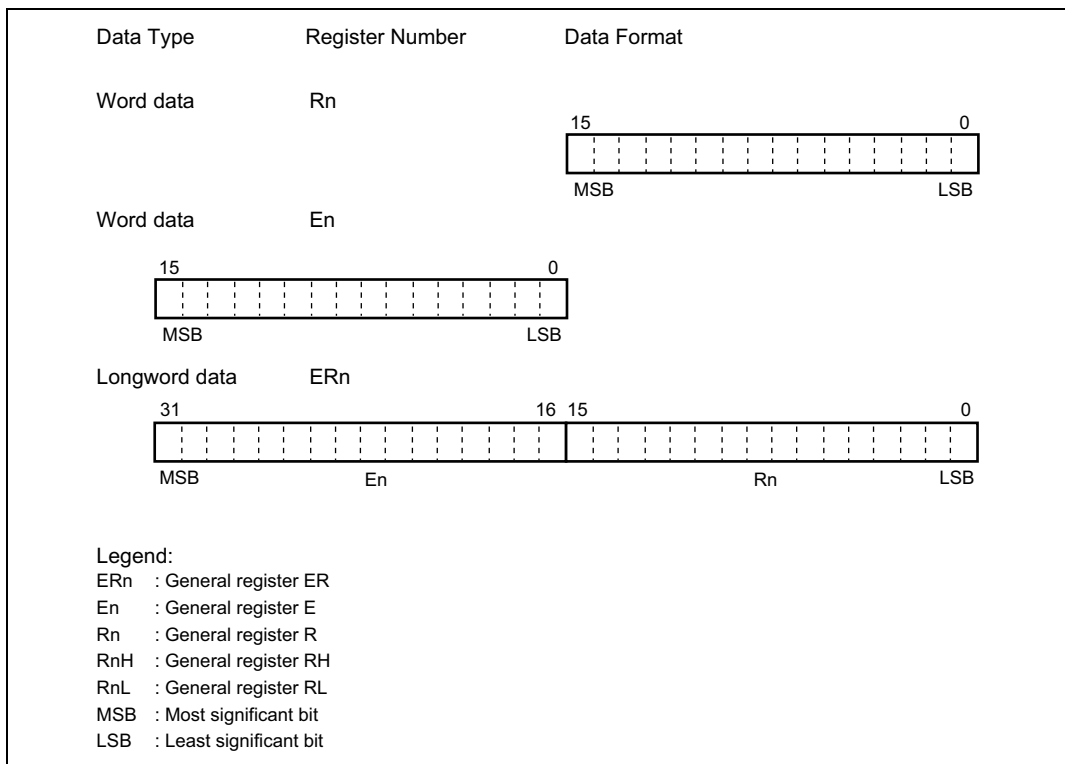 Data Type Register Number Data Format
Word data Rn
15 0
MSB LSB
Word data En
15 0
MSB LSB
Longword data ERn
31 16 15 0
MSB En Rn LSB
Legend:
ERn : General register ER
En : General register E
Rn : General register R
RnH : General register RH
RnL : General register RL
MSB : Most significant bit
LSB : Least significant bit